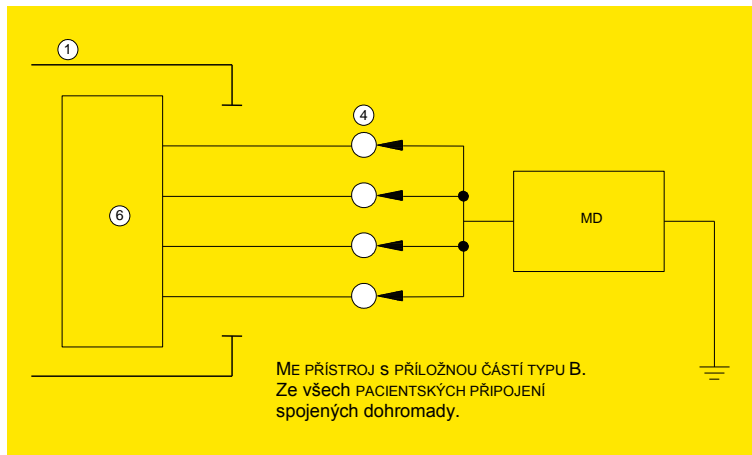 1
4
6
MD
ME PŘÍSTROJ s PŘÍLOŽNOU ČÁSTÍ TYPU B.
Ze všech PACIENTSKÝCH PŘIPOJENÍ
spojených dohromady.